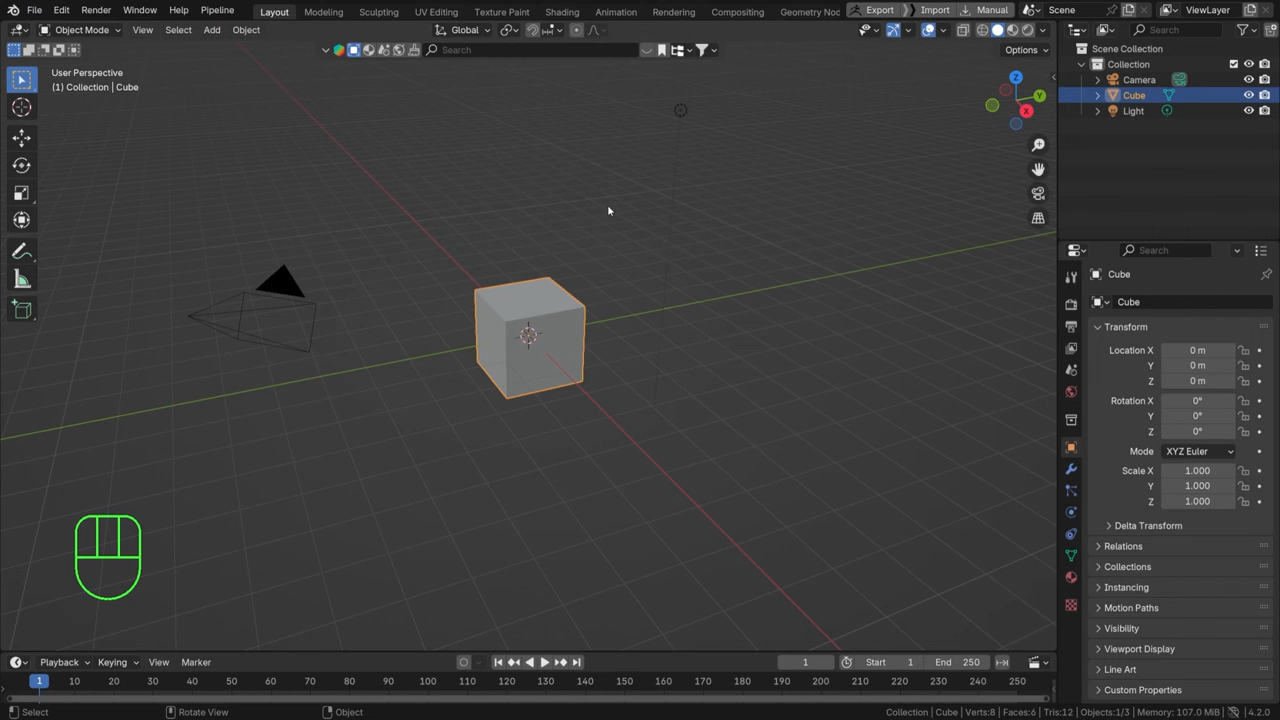 File Edit Render Window Help Pipeline Layout Modeling Sculpting UV Editing Texture Paint Shading Animation Rendering Compositing Geometry Nod Export Import Manual Scene ViewLayer
Object Mode View Select Add Object Global Search
Search Options
User Perspective
(1) Collection | Cube
Z
Y
X
Scene Collection
Collection
Camera
Cube
Light
Search
Cube
Cube
Transform
Location X 0 m
Y 0 m
Z 0 m
Rotation X 0°
Y 0°
Z 0°
Mode XYZ Euler
Scale X 1.000
Y 1.000
Z 1.000
Delta Transform
Relations
Collections
Instancing
Motion Paths
Visibility
Viewport Display
Line Art
Custom Properties
Playback Keying View Marker 1 Start 1 End 250
1 10 20 30 40 50 60 70 80 90 100 110 120 130 140 150 160 170 180 190 200 210 220 230 240 250
Select Rotate View Object Collection | Cube | Verts:8 | Faces:6 | Tris:12 | Objects:1/3 | Memory: 107.0 MiB | 4.2.0